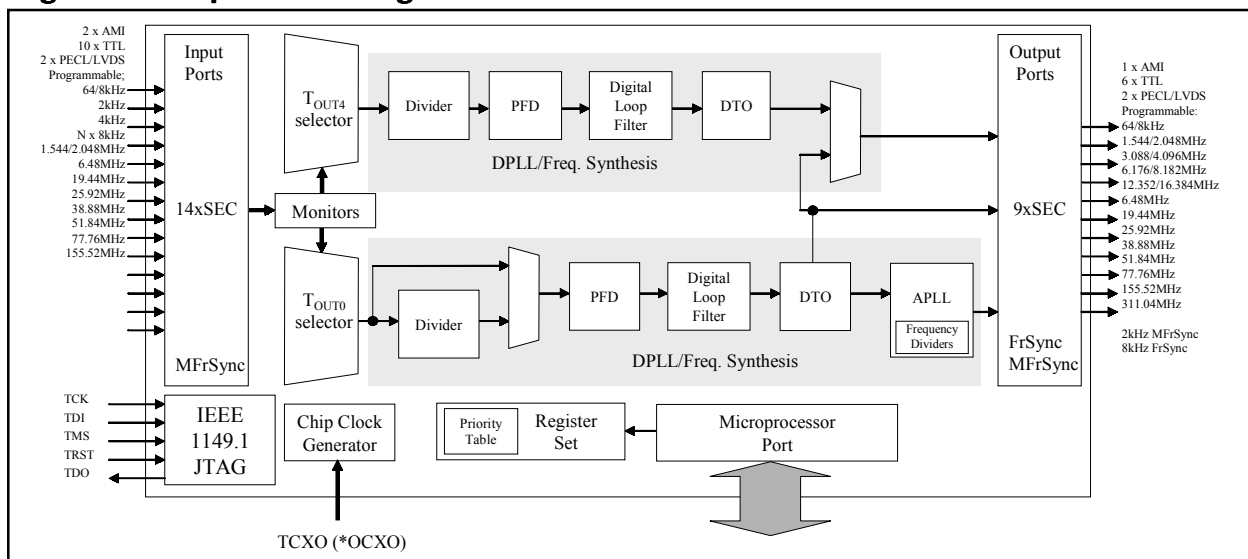 2 x AMI
10 x TTL
2 x PECL/LVDS
Programmable;
64/8kHz
2kHz
4kHz
N x 8kHz
1.544/2.048MHz
6.48MHz
19.44MHz
25.92MHz
38.88MHz
51.84MHz
77.76MHz
155.52MHz
Input
Ports
14xSEC
MFrSync
TOUT4
selector
Monitors
TOUT0
selector
Divider
PFD
Digital
Loop
Filter
DTO
DPLL/Freq. Synthesis
Divider
PFD
Digital
Loop
Filter
DTO
APLL
Frequency
Dividers
DPLL/Freq. Synthesis
Output
Ports
9xSEC
FrSync
MFrSync
1 x AMI
6 x TTL
2 x PECL/LVDS
Programmable:
64/8kHz
1.544/2.048MHz
3.088/4.096MHz
6.176/8.182MHz
12.352/16.384MHz
6.48MHz
19.44MHz
25.92MHz
38.88MHz
51.84MHz
77.76MHz
155.52MHz
311.04MHz
2kHz MFrSync
8kHz FrSync
TCK
TDI
TMS
TRST
TDO
IEEE
1149.1
JTAG
Chip Clock
Generator
TCXO (*OCXO)
Priority
Table
Register
Set
Microprocessor
Port